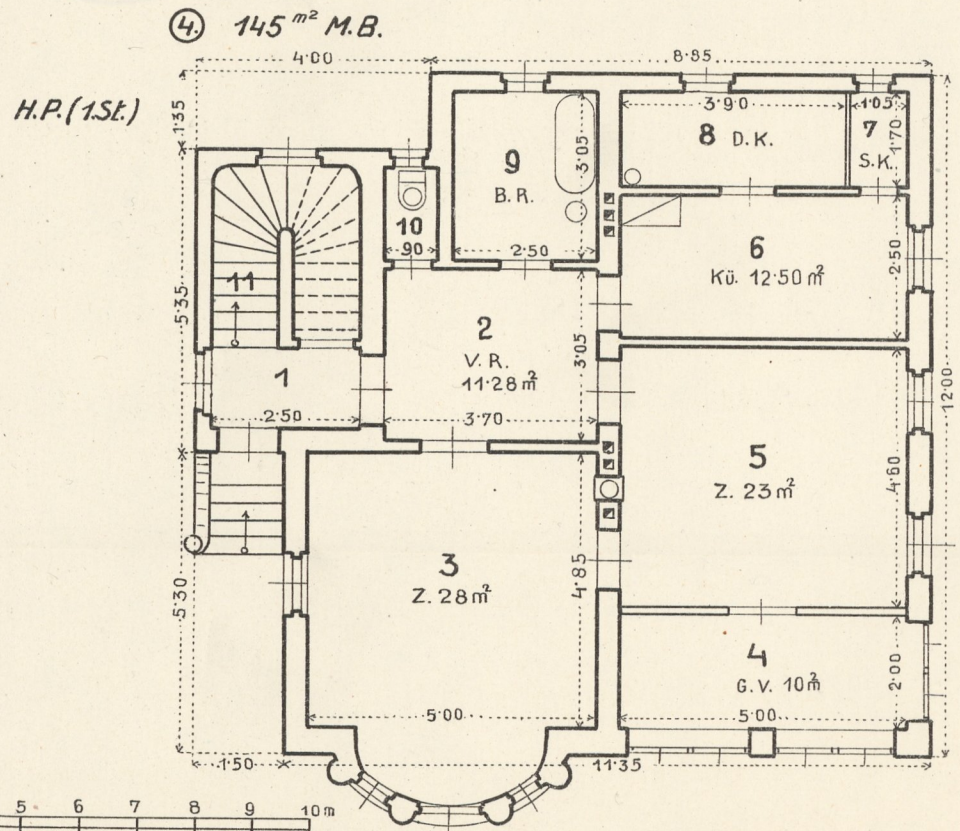 4. 145 m² M.B.
H.P. (1.St.)
4·00
8·85
1·35
3·90
1·05
8 D.K.
7
S.K.
1·70
9
B.R.
3·05
2·50
10
·90
6
Kü. 12·50 m²
2·50
11
5·35
2
V. R.
11·28 m²
3·05
3·70
1
2·50
12·00
5
Z. 23 m²
4·60
3
Z. 28 m²
4·85
5·00
5·30
4
G.V. 10 m²
2·00
5·00
1·50
11·35
5 6 7 8 9 10 m